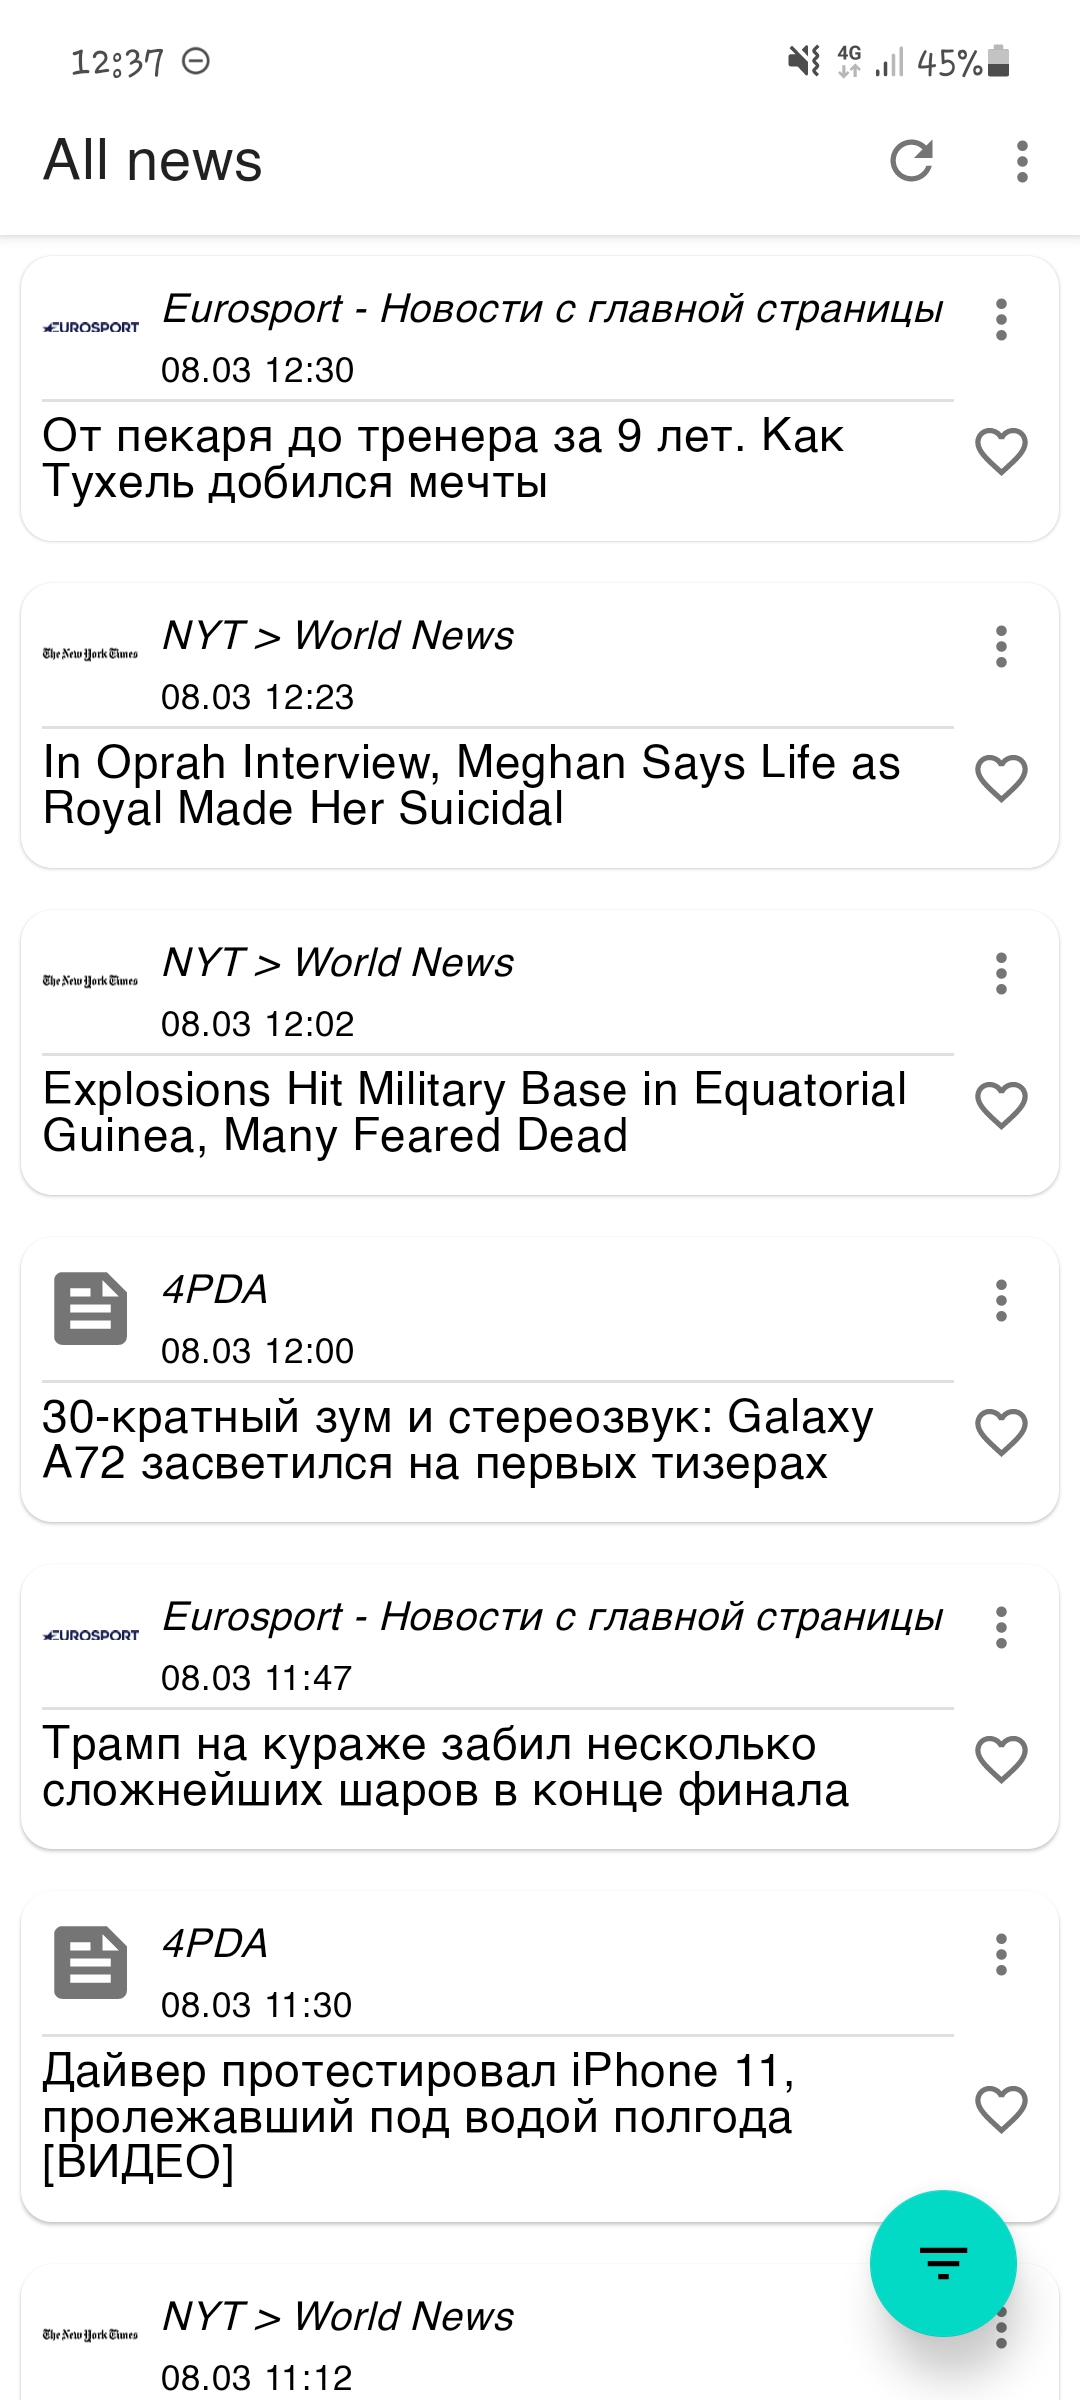 12:37
4G 45%
All news
EUROSPORT
Eurosport - Новости с главной страницы
08.03 12:30
От пекаря до тренера за 9 лет. Как
Тухель добился мечты
The New York Times
NYT > World News
08.03 12:23
In Oprah Interview, Meghan Says Life as
Royal Made Her Suicidal
The New York Times
NYT > World News
08.03 12:02
Explosions Hit Military Base in Equatorial
Guinea, Many Feared Dead
4PDA
08.03 12:00
30-кратный зум и стереозвук: Galaxy
A72 засветился на первых тизерах
EUROSPORT
Eurosport - Новости с главной страницы
08.03 11:47
Трамп на кураже забил несколько
сложнейших шаров в конце финала
4PDA
08.03 11:30
Дайвер протестировал iPhone 11,
пролежавший под водой полгода
[ВИДЕО]
The New York Times
NYT > World News
08.03 11:12